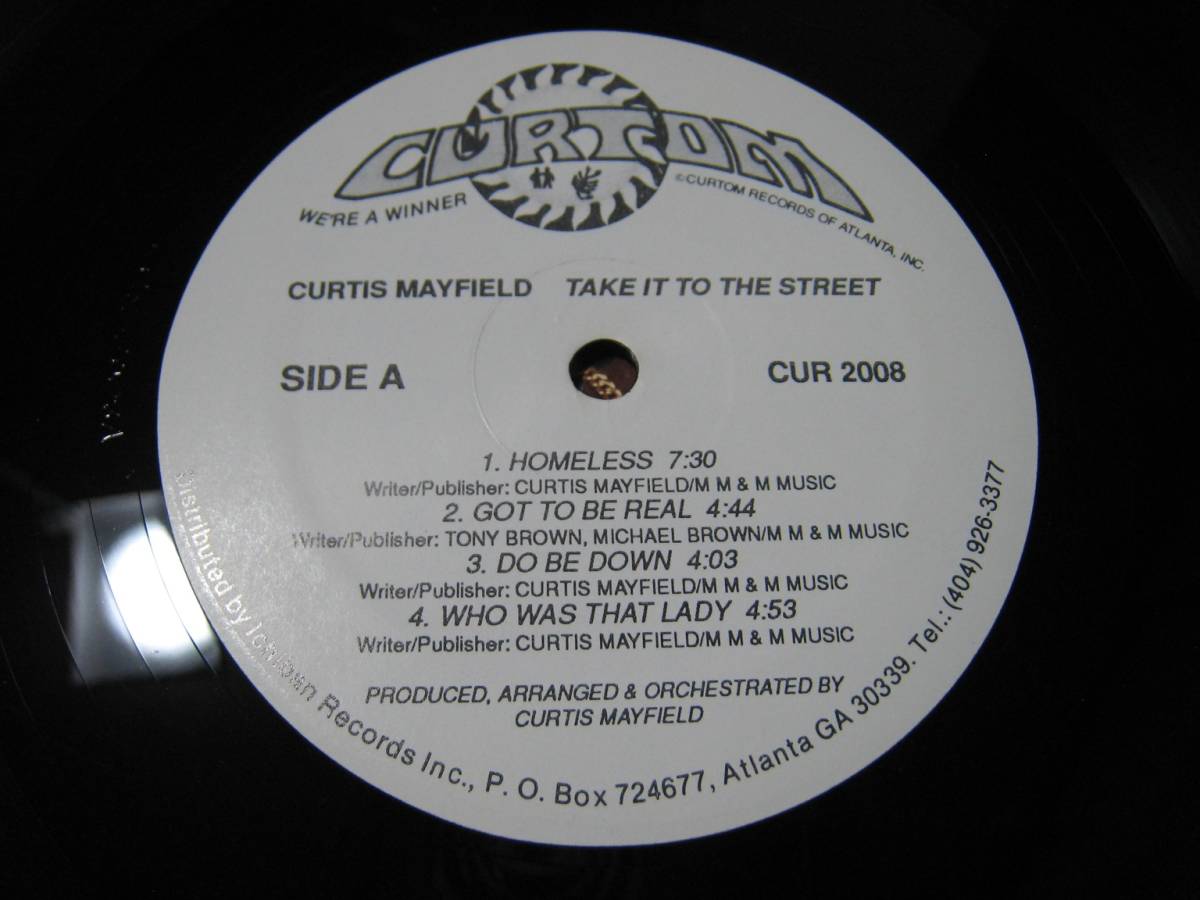 CURTOM
WE'RE A WINNER
©CURTOM RECORDS OF ATLANTA, INC.
CURTIS MAYFIELD TAKE IT TO THE STREET
SIDE A
CUR 2008
1. HOMELESS 7:30
Writer/Publisher: CURTIS MAYFIELD/M M & M MUSIC
2. GOT TO BE REAL 4:44
Writer/Publisher: TONY BROWN, MICHAEL BROWN/M M & M MUSIC
3. DO BE DOWN 4:03
Writer/Publisher: CURTIS MAYFIELD/M M & M MUSIC
4. WHO WAS THAT LADY 4:53
Writer/Publisher: CURTIS MAYFIELD/M M & M MUSIC
PRODUCED, ARRANGED & ORCHESTRATED BY
CURTIS MAYFIELD
Distributed by Ichiban Records Inc., P. O. Box 724677, Atlanta GA 30339. Tel.: (404) 926-3377